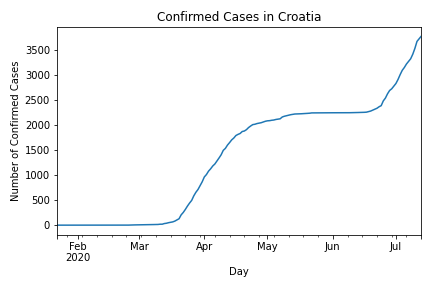 Confirmed Cases in Croatia
Number of Confirmed Cases
3500
3000
2500
2000
1500
1000
500
0
Feb Mar Apr May Jun Jul
2020
Day